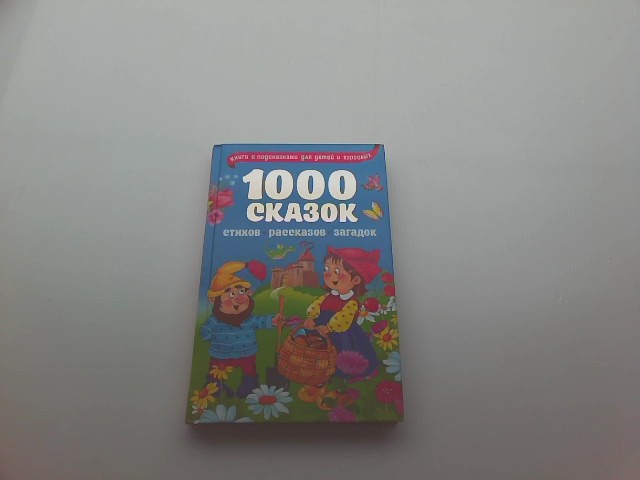 Книги с подсказками для детей и взрослых
1000
СКАЗОК
стихов рассказов загадок